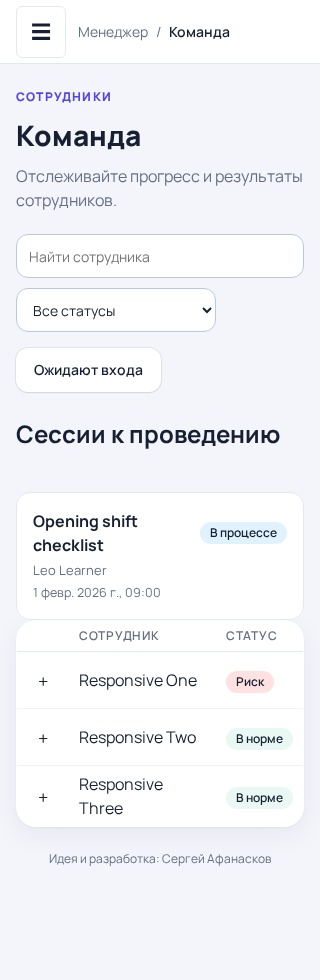 ☰ Менеджер / Команда
СОТРУДНИКИ
Команда
Отслеживайте прогресс и результаты
сотрудников.
Найти сотрудника
Все статусы
Ожидают входа
Сессии к проведению
Opening shift
checklist
В процессе
Leo Learner
1 февр. 2026 г., 09:00
СОТРУДНИК СТАТУС
+ Responsive One Риск
+ Responsive Two В норме
+ Responsive
Three В норме
Идея и разработка: Сергей Афанасков